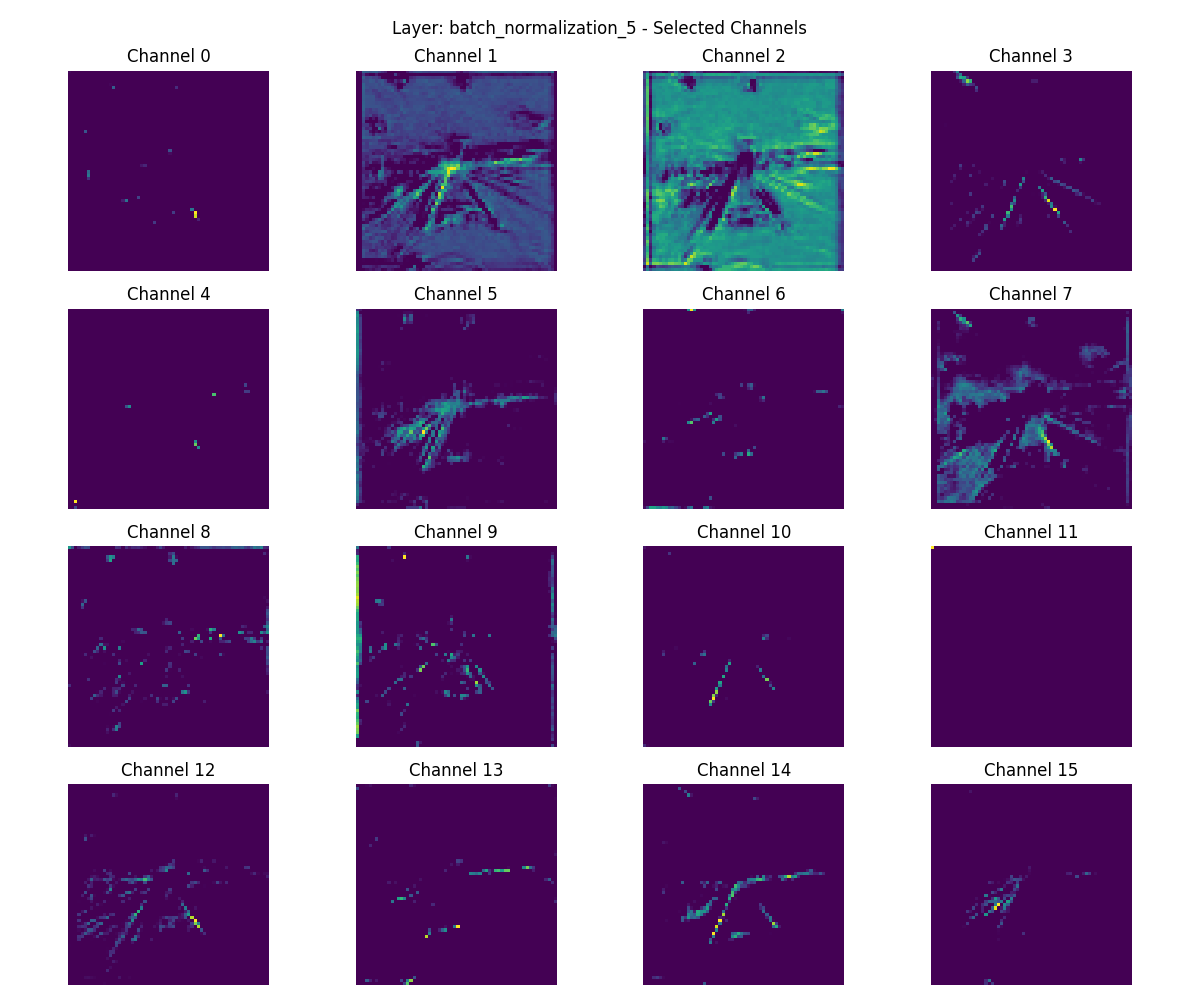 Layer: batch_normalization_5 - Selected Channels
Channel 0
Channel 1
Channel 2
Channel 3
Channel 4
Channel 5
Channel 6
Channel 7
Channel 8
Channel 9
Channel 10
Channel 11
Channel 12
Channel 13
Channel 14
Channel 15